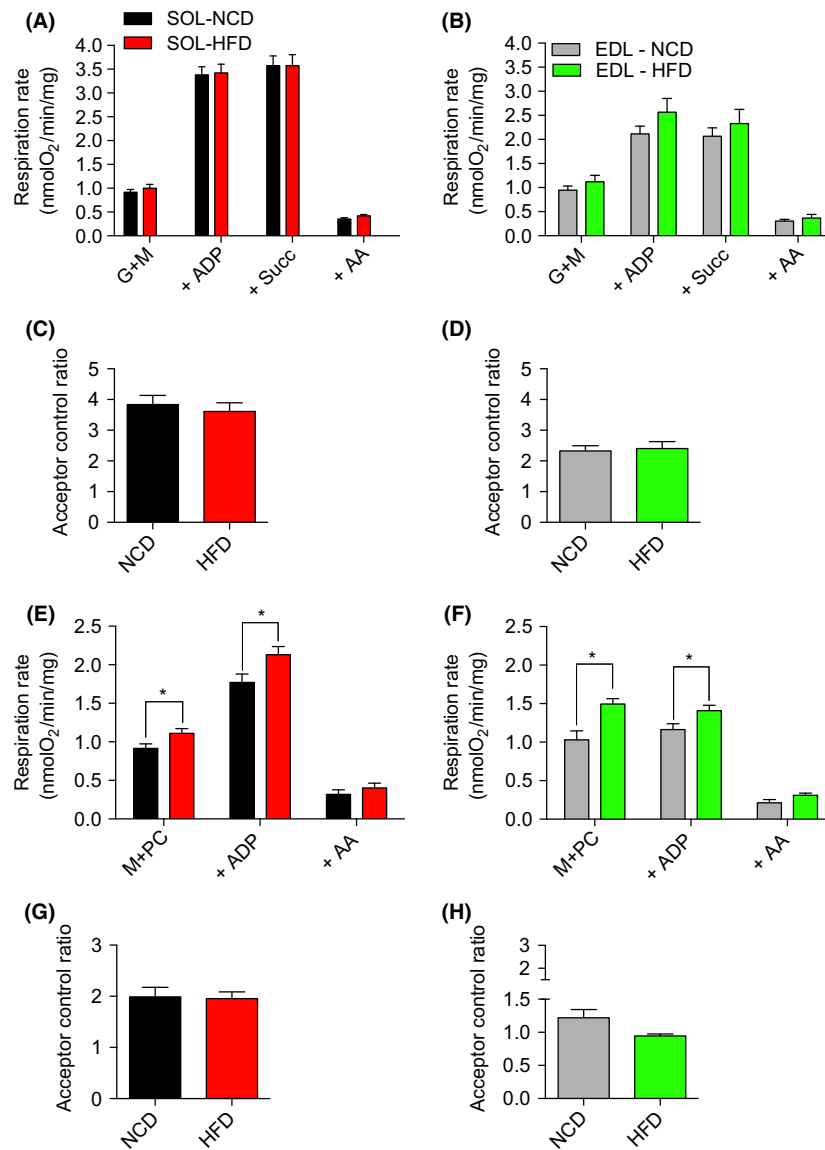 (A)
SOL-NCD
SOL-HFD
Respiration rate
(nmolO2/min/mg)
4.0
3.5
3.0
2.5
2.0
1.5
1.0
0.5
0.0
G+M
+ ADP
+ Succ
+ AA
(B)
EDL - NCD
EDL - HFD
Respiration rate
(nmolO2/min/mg)
4.0
3.5
3.0
2.5
2.0
1.5
1.0
0.5
0.0
G+M
+ ADP
+ Succ
+ AA
(C)
Acceptor control ratio
5
4
3
2
1
0
NCD
HFD
(D)
Acceptor control ratio
5
4
3
2
1
0
NCD
HFD
(E)
Respiration rate
(nmolO2/min/mg)
2.5
2.0
1.5
1.0
0.5
0.0
*
*
M+PC
+ ADP
+ AA
(F)
Respiration rate
(nmolO2/min/mg)
2.5
2.0
1.5
1.0
0.5
0.0
*
*
M+PC
+ ADP
+ AA
(G)
Acceptor control ratio
3
2
1
0
NCD
HFD
(H)
Acceptor control ratio
3
2
1.5
1.0
0.5
0.0
NCD
HFD